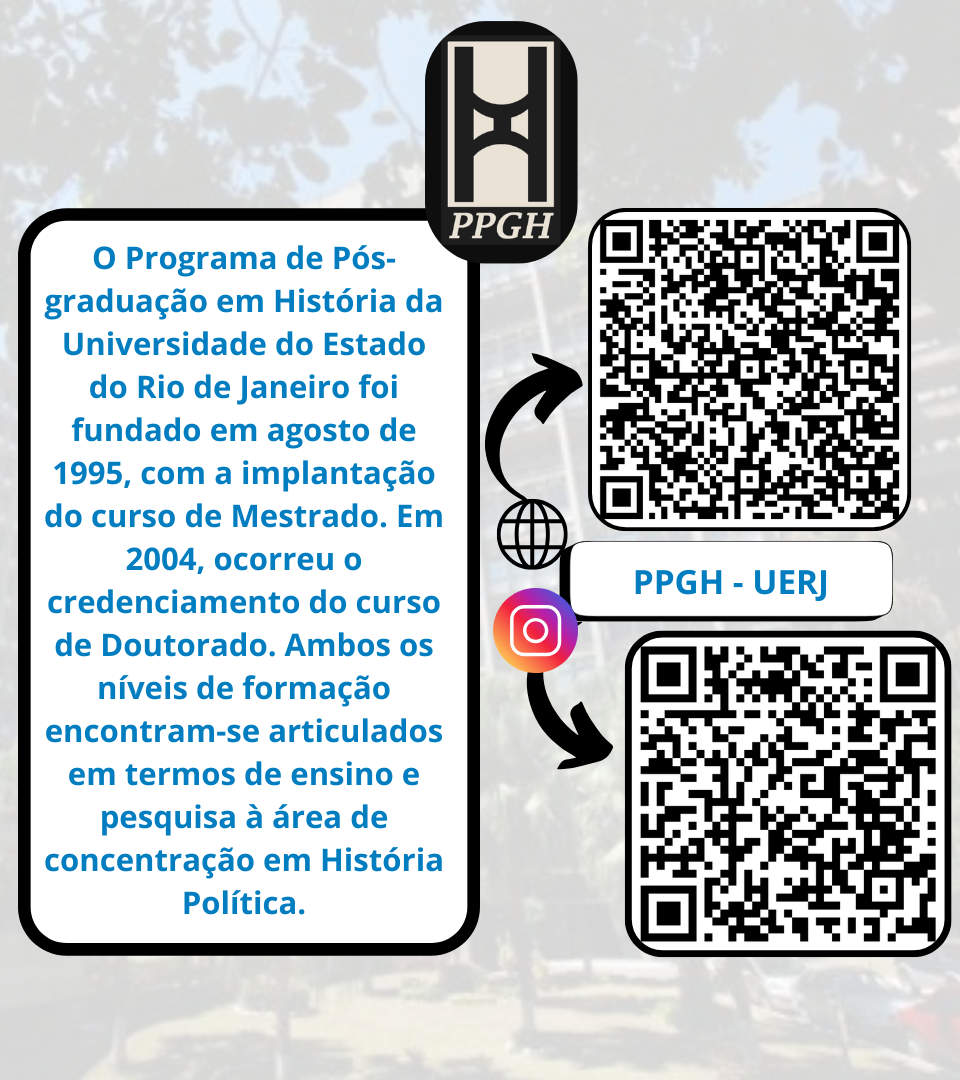 PPGH
O Programa de Pós-
graduação em História da
Universidade do Estado
do Rio de Janeiro foi
fundado em agosto de
1995, com a implantação
do curso de Mestrado. Em
2004, ocorreu o
credenciamento do curso
de Doutorado. Ambos os
níveis de formação
encontram-se articulados
em termos de ensino e
pesquisa à área de
concentração em História
Política.
PPGH - UERJ